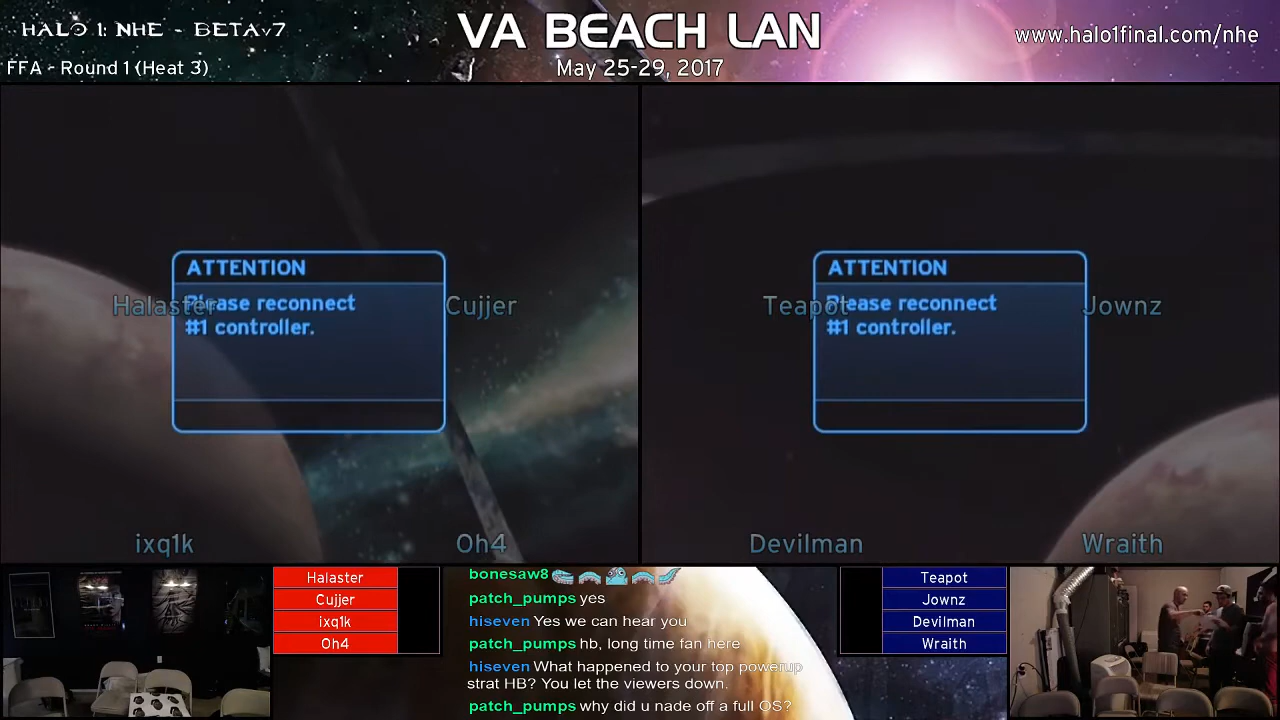 HALO 1: NHE - BETAv7
VA BEACH LAN
www.halo1final.com/nhe
FFA - Round 1 (Heat 3)
May 25-29, 2017
ATTENTION
Please reconnect
#1 controller.
Halaster
Cujjer
ixq1k
Oh4
ATTENTION
Please reconnect
#1 controller.
Teapot
Jownz
Devilman
Wraith
Halaster
Cujjer
ixq1k
Oh4
bonesaw8
patch_pumps yes
hiseven Yes we can hear you
patch_pumps hb, long time fan here
hiseven What happened to your top powerup
strat HB? You let the viewers down.
patch_pumps why did u nade off a full OS?
Teapot
Jownz
Devilman
Wraith